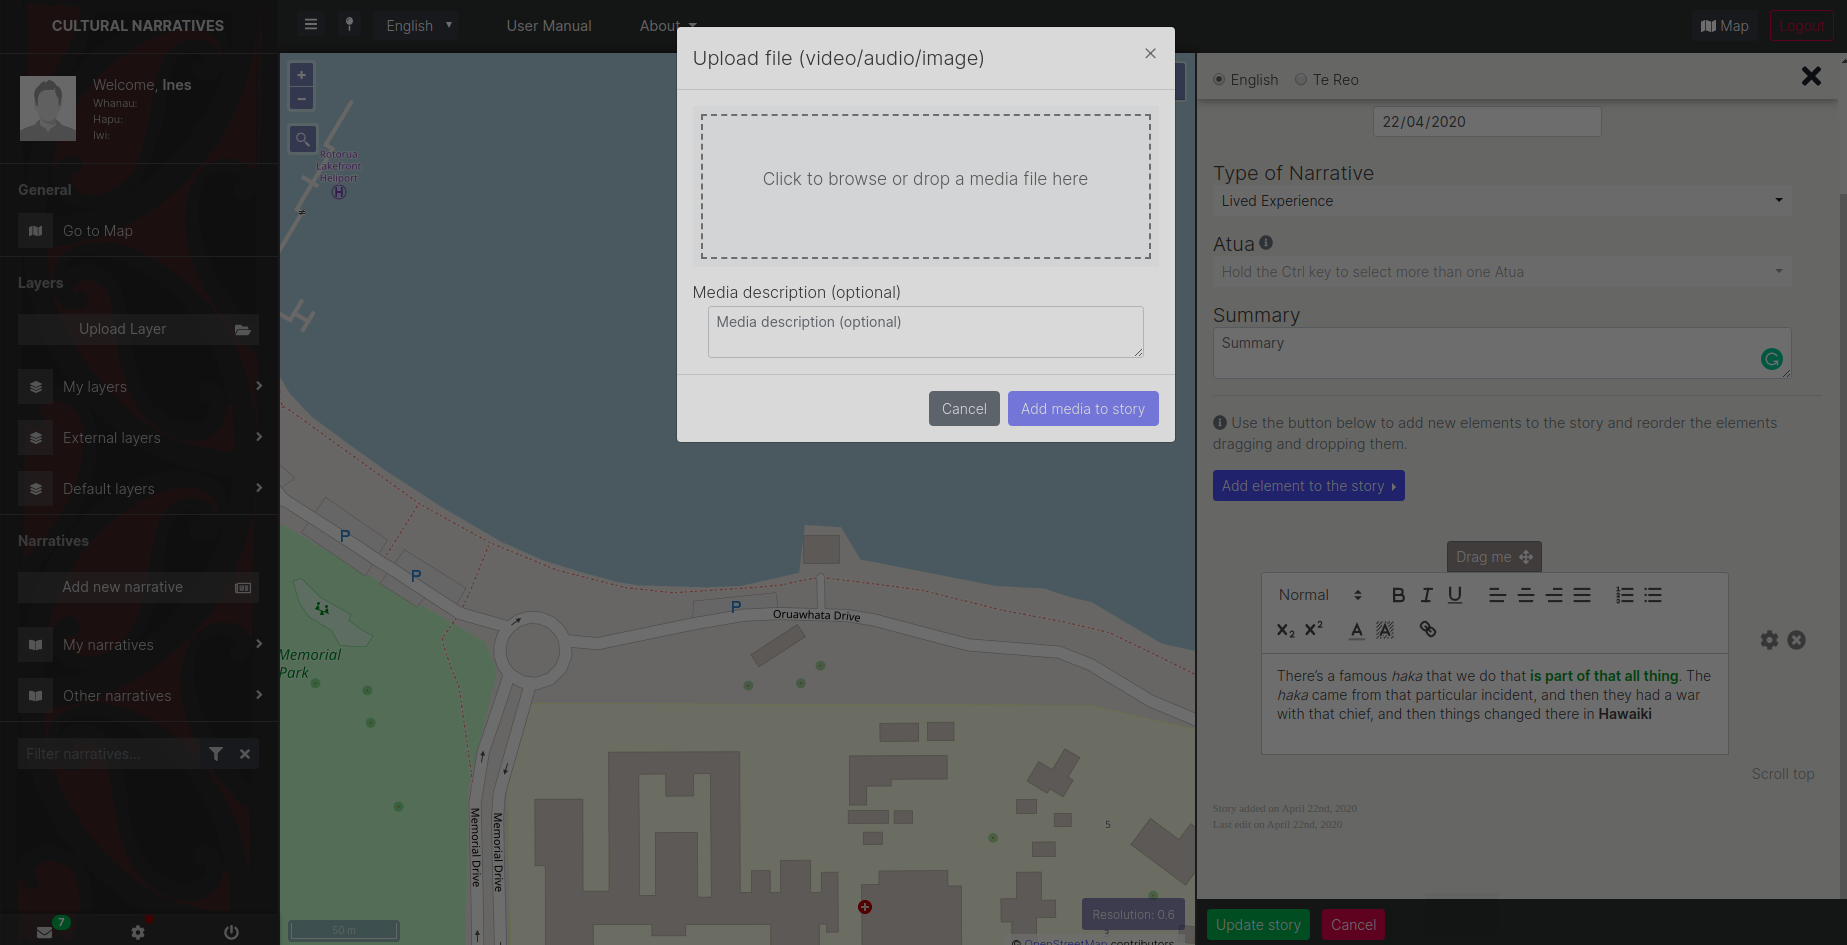 CULTURAL NARRATIVES
English
User Manual
About
Map
Logout
Welcome, Ines
Whanau:
Hapu:
Iwi:
General
Go to Map
Layers
Upload Layer
My layers
External layers
Default layers
Narratives
Add new narrative
My narratives
Other narratives
Filter narratives...
7
+
−
Rotorua
Lakefront
Heliport
H
P
P
P
Oruawhata Drive
Memorial
Park
Memorial Drive
Memorial Drive
5
50 m
Resolution: 0.6
© OpenStreetMap contributors
Upload file (video/audio/image)
×
Click to browse or drop a media file here
Media description (optional)
Media description (optional)
Cancel
Add media to story
English
Te Reo
22/04/2020
Type of Narrative
Lived Experience
Atua
Hold the Ctrl key to select more than one Atua
Summary
Summary
Use the button below to add new elements to the story and reorder the elements
dragging and dropping them.
Add element to the story
Drag me
Normal
B I U
X₂ X²
A A
There's a famous haka that we do that is part of that all thing. The
haka came from that particular incident, and then they had a war
with that chief, and then things changed there in Hawaiki
Scroll top
Story added on April 22nd, 2020
Last edit on April 22nd, 2020
Update story
Cancel